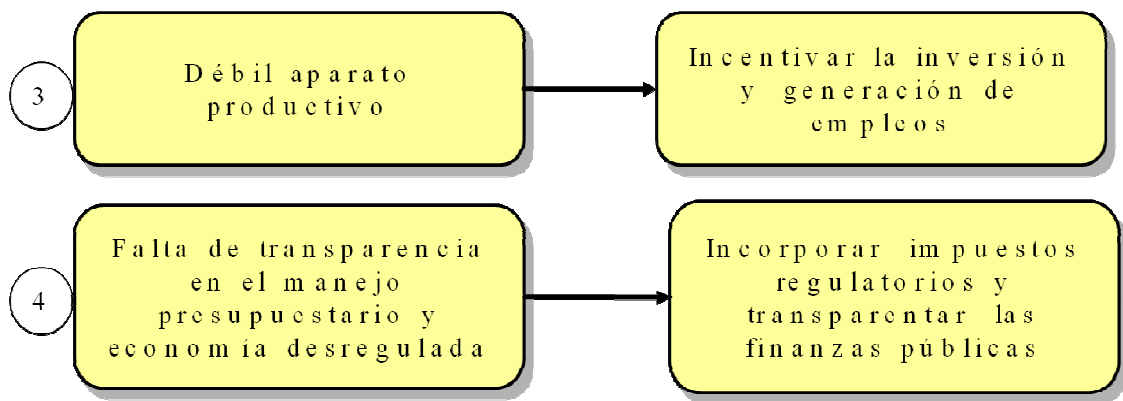 3
Débil aparato
productivo
Incentivar la inversión
y generación de
empleos
4
Falta de transparencia
en el manejo
presupuestario y
economía desregulada
Incorporar impuestos
regulatorios y
transparentar las
finanzas públicas